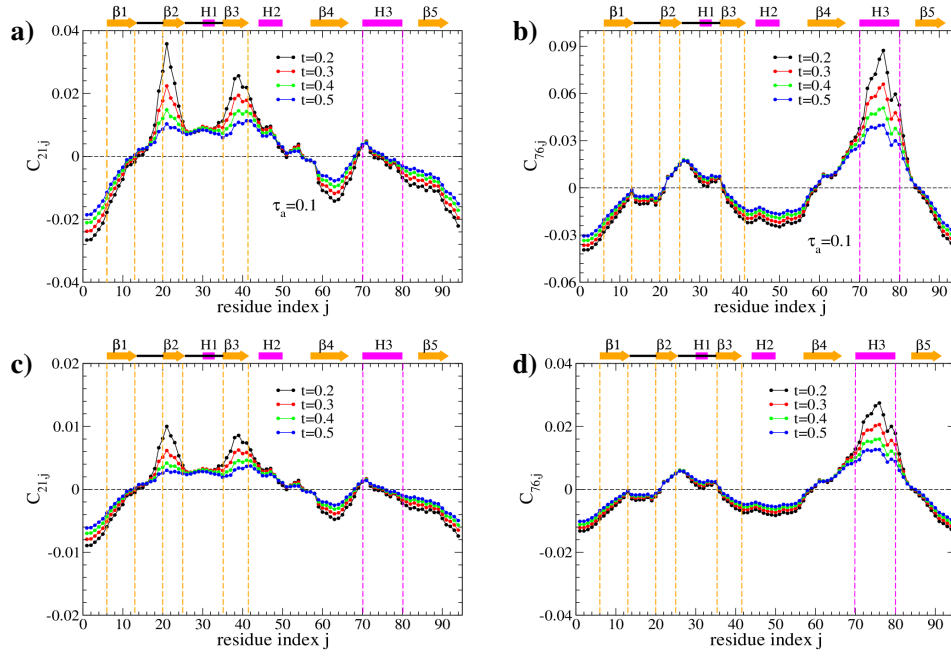 β1 β2 H1 β3 H2 β4 H3 β5
a)
0.04
0.02
0
-0.02
-0.04
C21,j
t=0.2
t=0.3
t=0.4
t=0.5
τa=0.1
0 10 20 30 40 50 60 70 80 90
residue index j
β1 β2 H1 β3 H2 β4 H3 β5
b)
0.09
0.06
0.03
0
-0.03
-0.06
C76,j
t=0.2
t=0.3
t=0.4
t=0.5
τa=0.1
0 10 20 30 40 50 60 70 80 90
residue index j
β1 β2 H1 β3 H2 β4 H3 β5
c)
0.02
0.01
0
-0.01
-0.02
C21,j
t=0.2
t=0.3
t=0.4
t=0.5
0 10 20 30 40 50 60 70 80 90
residue index j
β1 β2 H1 β3 H2 β4 H3 β5
d)
0.04
0.02
0
-0.02
-0.04
C76,j
t=0.2
t=0.3
t=0.4
t=0.5
0 10 20 30 40 50 60 70 80 90
residue index j